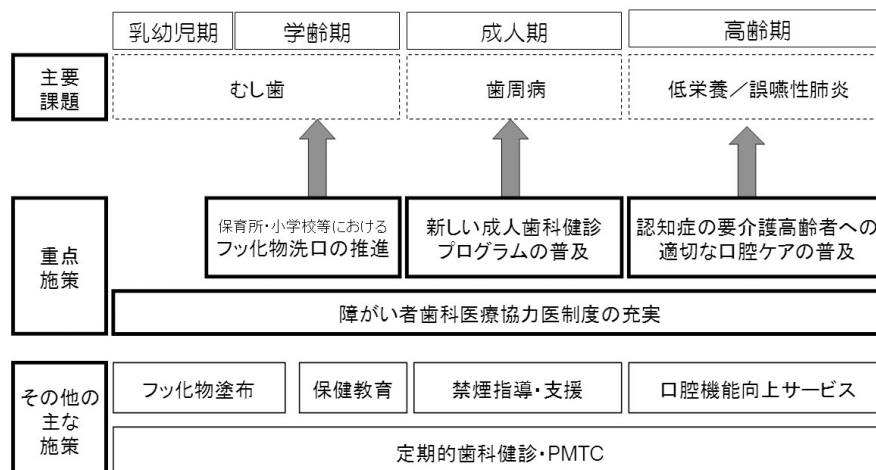 乳幼児期
学齢期
成人期
高齢期
主要
課題
むし歯
歯周病
低栄養／誤嚥性肺炎
重点
施策
保育所・小学校等における
フッ化物洗口の推進
新しい成人歯科健診
プログラムの普及
認知症の要介護高齢者への
適切な口腔ケアの普及
障がい者歯科医療協力医制度の充実
その他の
主な
施策
フッ化物塗布
保健教育
禁煙指導・支援
口腔機能向上サービス
定期的歯科健診・PMTC